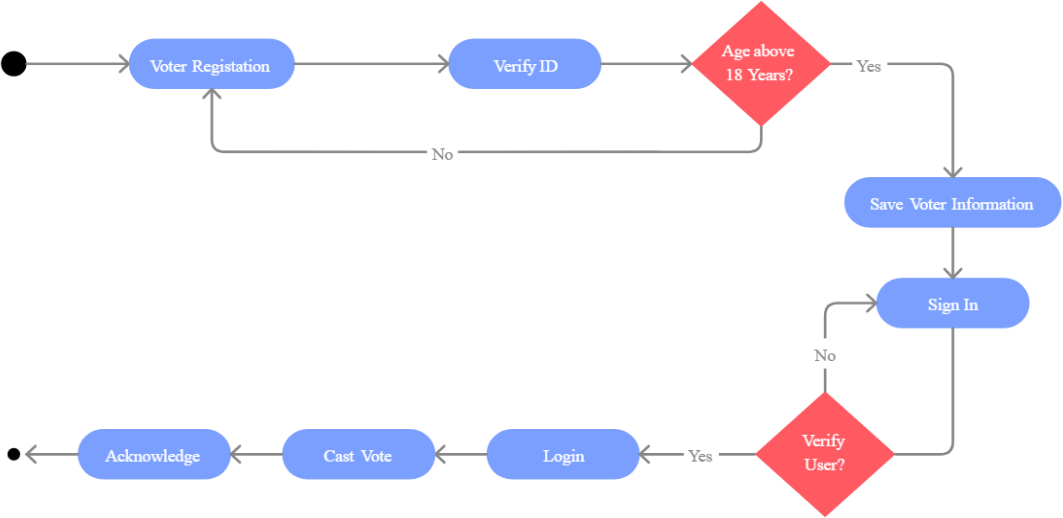 Voter Registation
Verify ID
Age above
18 Years?
Yes
No
Save Voter Information
Sign In
No
Verify
User?
Yes
Login
Cast Vote
Acknowledge